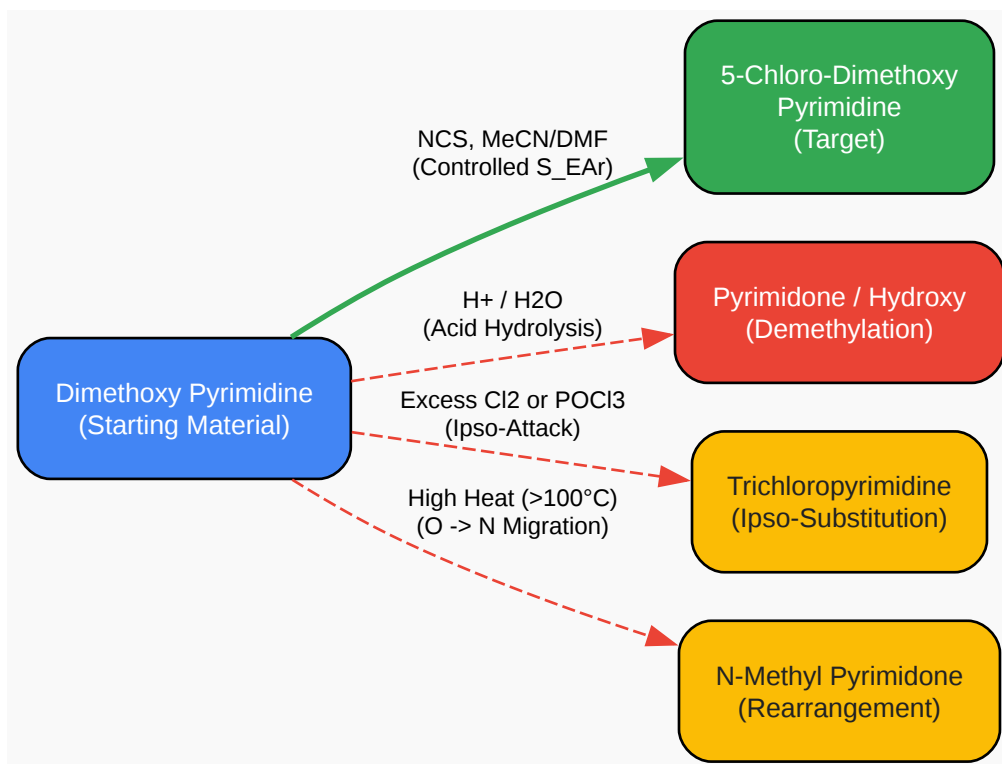 5-Chloro-Dimethoxy
Pyrimidine
(Target)
NCS, MeCN/DMF
(Controlled S_EAr)
Pyrimidone / Hydroxy
(Demethylation)
H+ / H2O
(Acid Hydrolysis)
Dimethoxy Pyrimidine
(Starting Material)
Excess Cl2 or POCl3
(Ipso-Attack)
Trichloropyrimidine
(Ipso-Substitution)
High Heat (>100°C)
(O -> N Migration)
N-Methyl Pyrimidone
(Rearrangement)